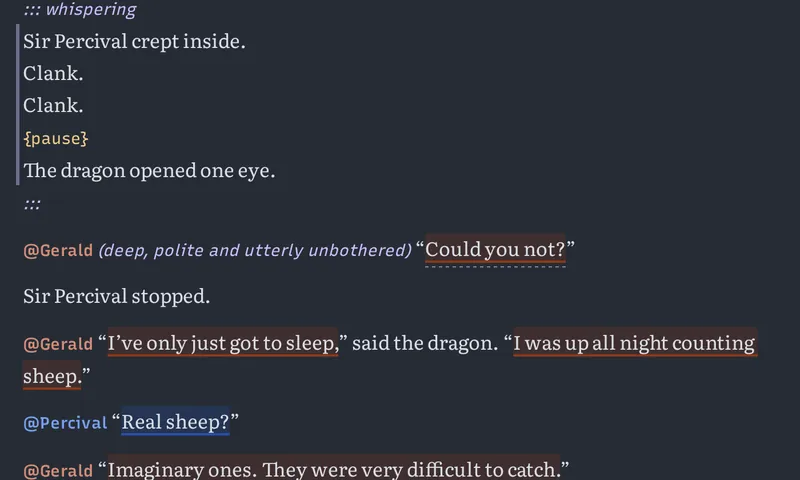 ::: whispering
Sir Percival crept inside.
Clank.
Clank.
{pause}
The dragon opened one eye.
:::
@Gerald (deep, polite and utterly unbothered) “Could you not?”
Sir Percival stopped.
@Gerald “I’ve only just got to sleep,” said the dragon. “I was up all night counting
sheep.”
@Percival “Real sheep?”
@Gerald “Imaginary ones. They were very difficult to catch.”